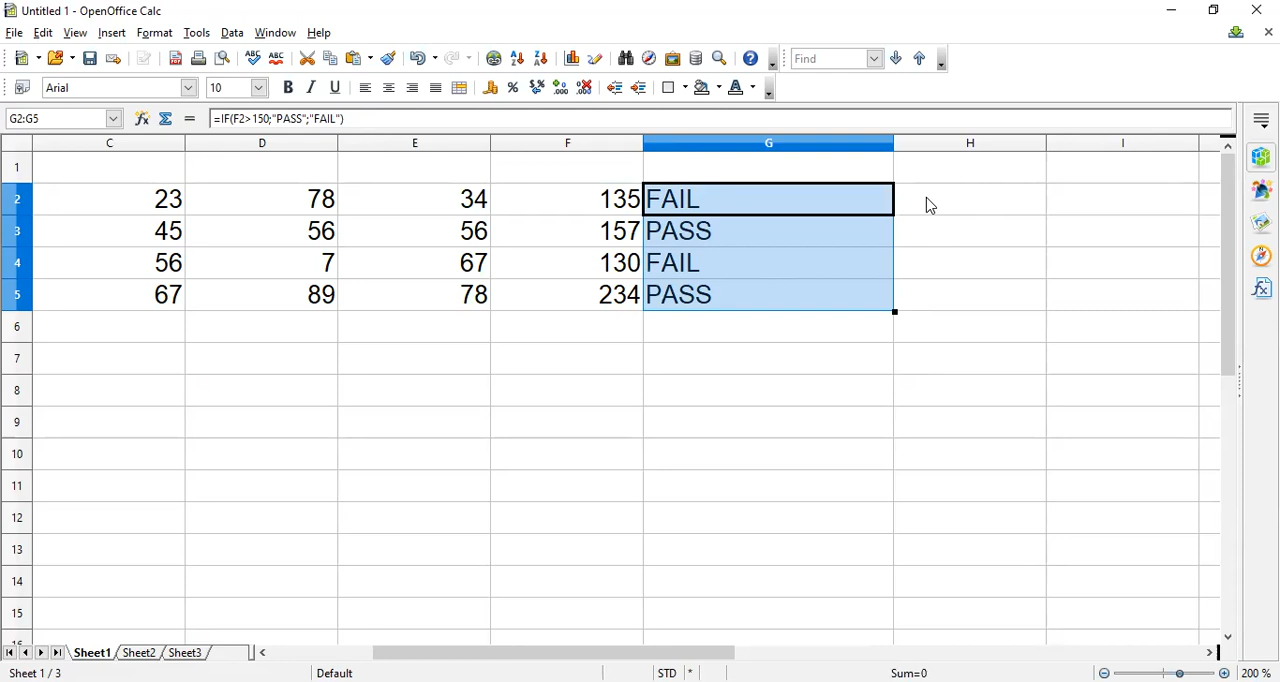 Untitled 1 - OpenOffice Calc
File Edit View Insert Format Tools Data Window Help
ABC ABC Find
Arial 10 B I U
G2:G5 =IF(F2>150;"PASS";"FAIL")
C D E F G H I
1
2 23 78 34 135 FAIL
3 45 56 56 157 PASS
4 56 7 67 130 FAIL
5 67 89 78 234 PASS
6
7
8
9
10
11
12
13
14
15
16
Sheet1 Sheet2 Sheet3
Sheet 1 / 3 Default STD * Sum=0 200 %